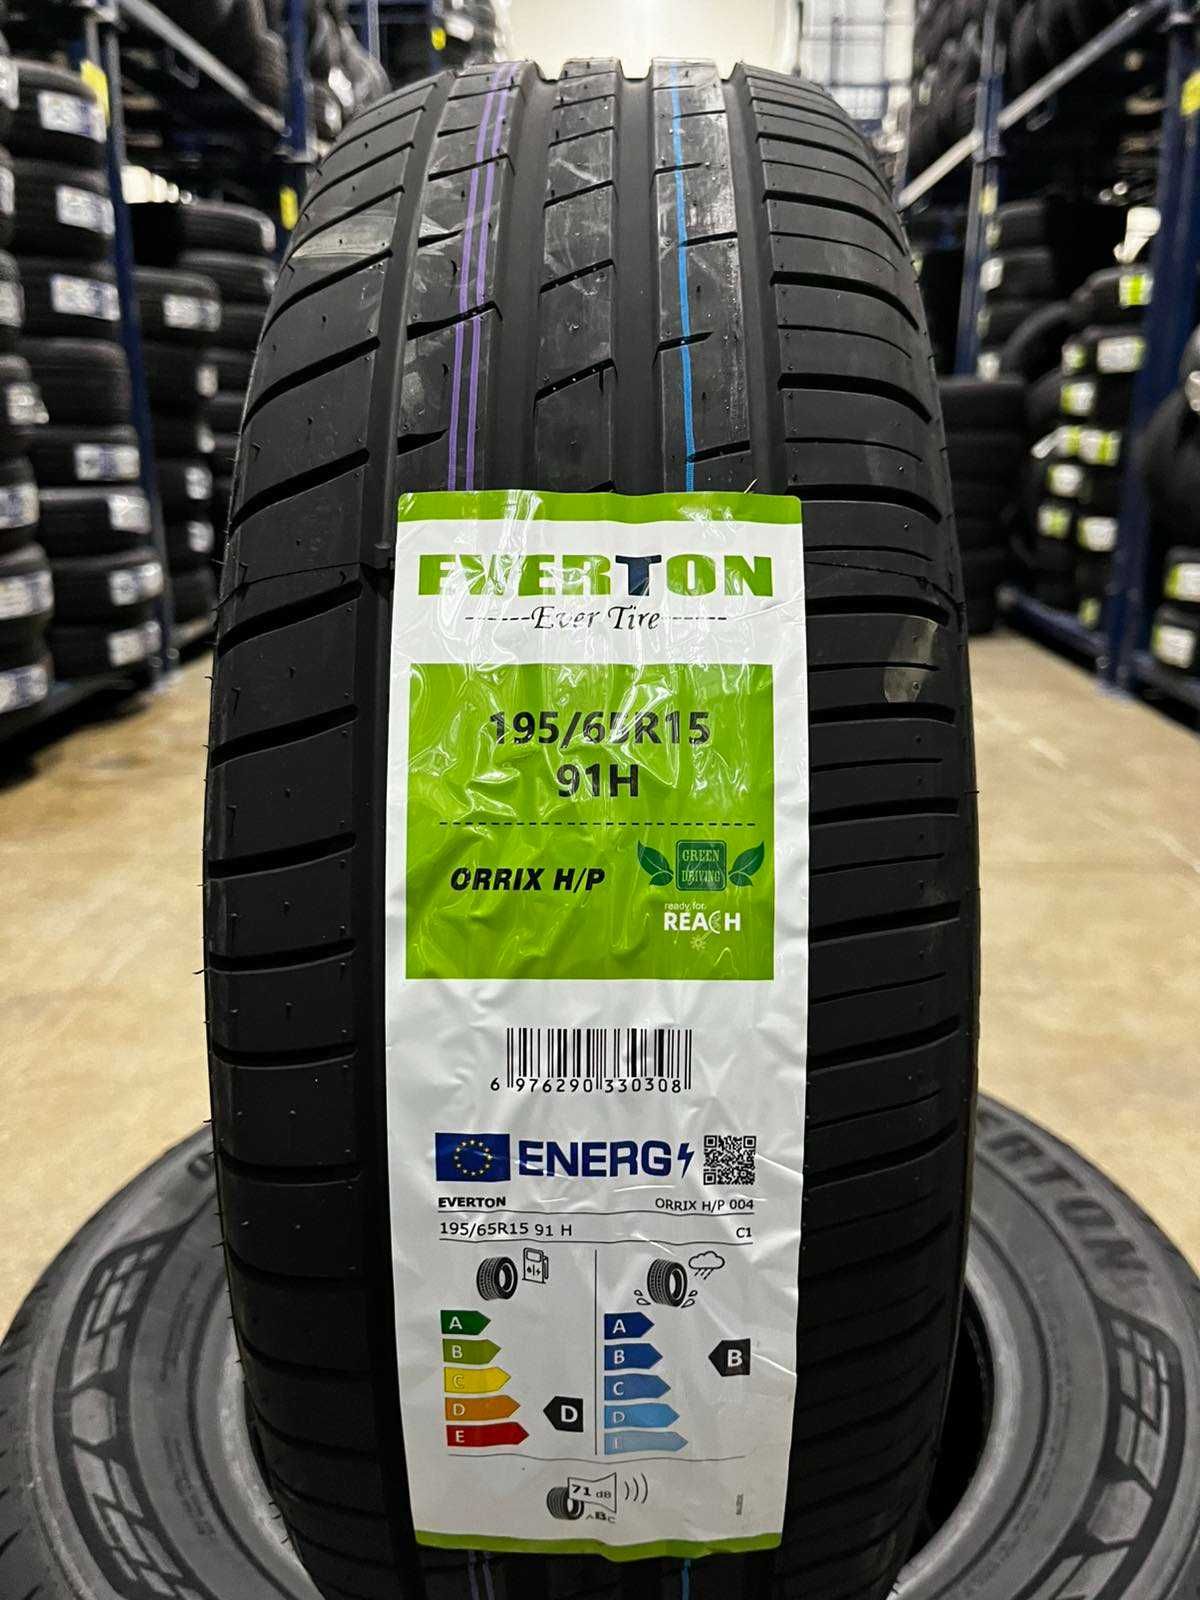 EVERTON
------Ever Tire------
195/65R15
91H
ORRIX H/P
GREEN
DRIVING
ready for
REACH
6 976290 330308
ENERG
EVERTON
ORRIX H/P 004
195/65R15 91 H
C1
A
B
C
D
E
D
A
B
C
D
B
71 dB
ABC